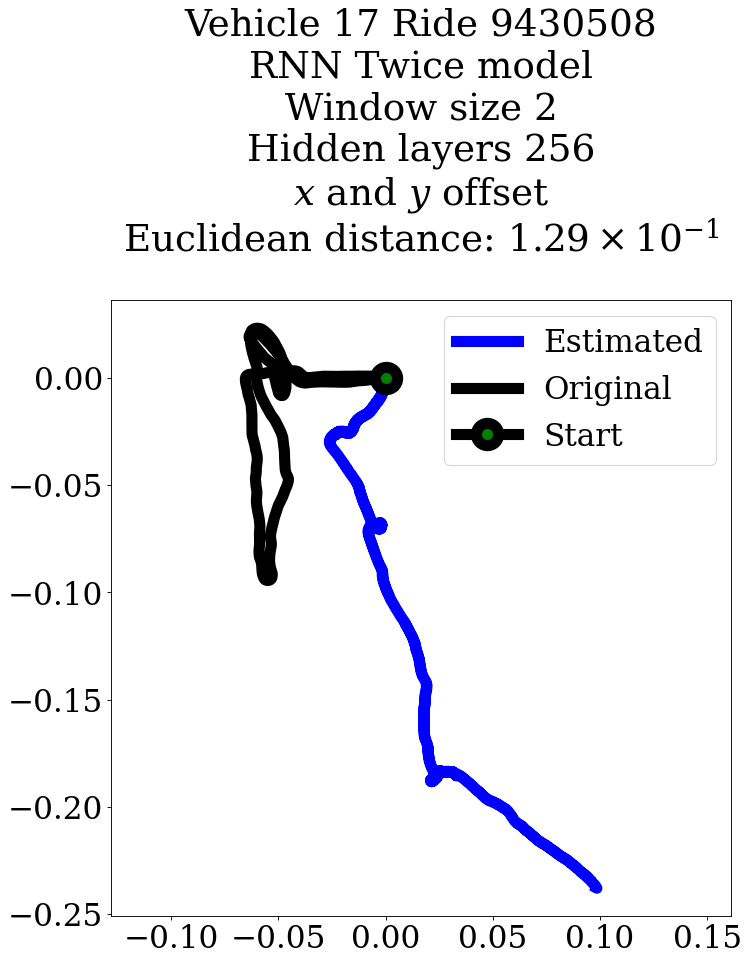 Vehicle 17 Ride 9430508
RNN Twice model
Window size 2
Hidden layers 256
x and y offset
Euclidean distance: 1.29 × 10⁻¹
Estimated
Original
Start
0.00
−0.05
−0.10
−0.15
−0.20
−0.25
−0.10 −0.05 0.00 0.05 0.10 0.15